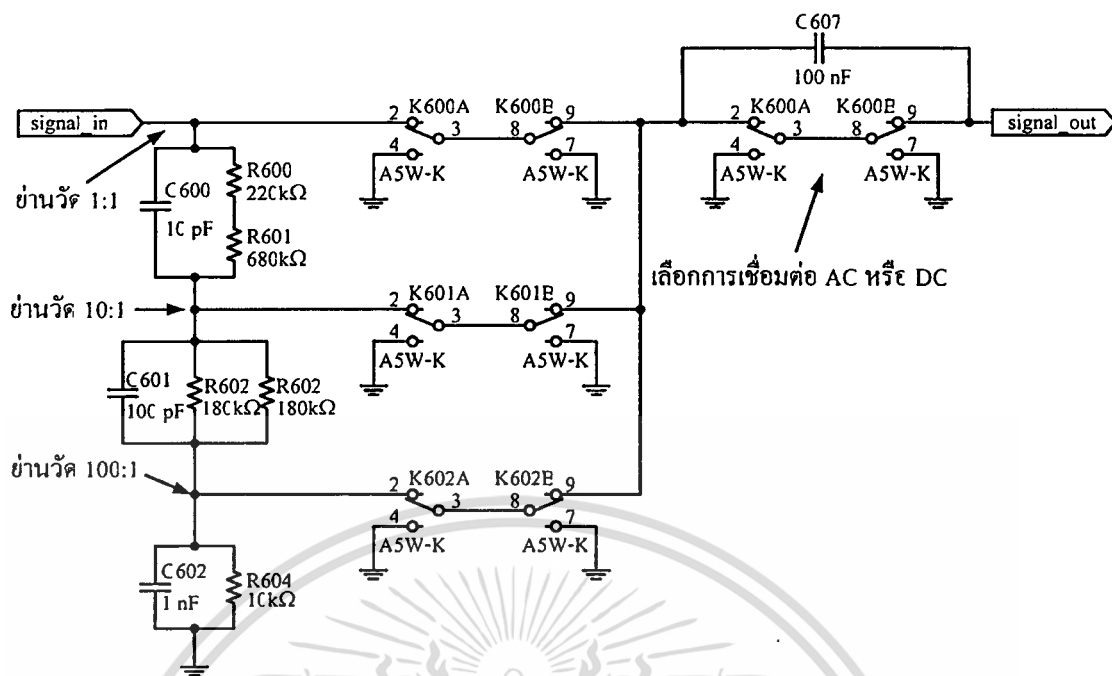 C607
100 nF
signal_in
2
K600A
3
4
A5W-K
K600B
8
9
7
A5W-K
2
K600A
3
4
A5W-K
K600B
8
9
7
A5W-K
signal_out
ย่านวัด 1:1
C600
10 pF
R600
220kΩ
R601
680kΩ
เลือกการเชื่อมต่อ AC หรือ DC
ย่านวัด 10:1
2
K601A
3
4
A5W-K
K601B
8
9
7
A5W-K
C601
100 pF
R602
180kΩ
R602
180kΩ
ย่านวัด 100:1
2
K602A
3
4
A5W-K
K602B
8
9
7
A5W-K
C602
1 nF
R604
10kΩ